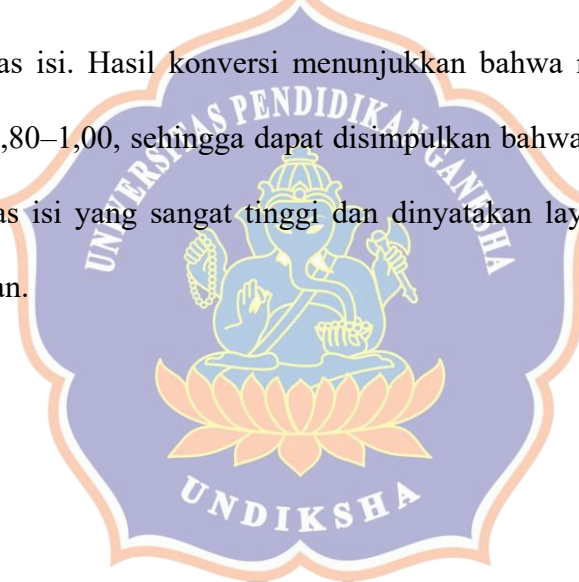 as isi. Hasil konversi menunjukkan bahwa
,80–1,00, sehingga dapat disimpulkan bahwa
as isi yang sangat tinggi dan dinyatakan lay
an.
UNIVERSITAS PENDIDIKAN GANESHA
UNDIKSHA